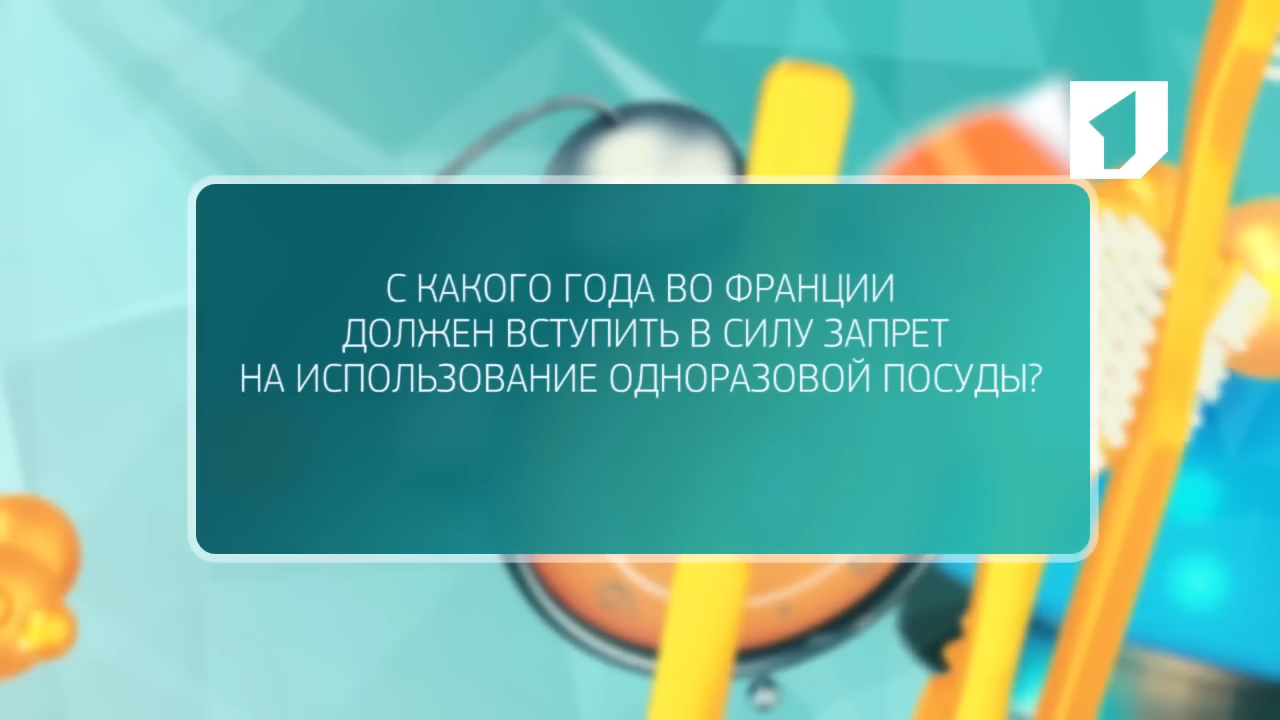 С КАКОГО ГОДА ВО ФРАНЦИИ
ДОЛЖЕН ВСТУПИТЬ В СИЛУ ЗАПРЕТ
НА ИСПОЛЬЗОВАНИЕ ОДНОРАЗОВОЙ ПОСУДЫ?